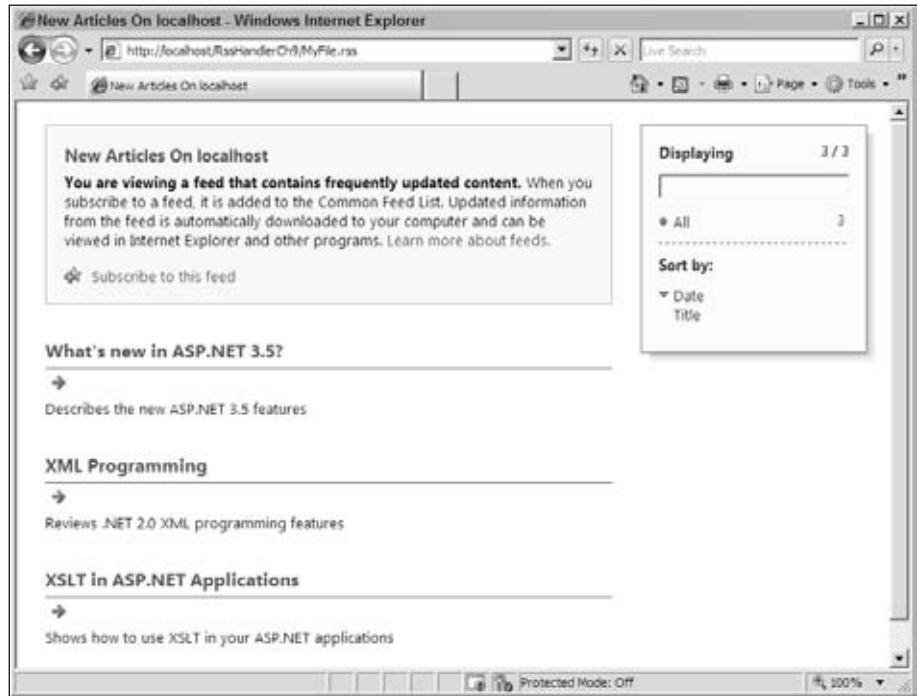 New Articles On localhost - Windows Internet Explorer
http://localhost/RssHandlerCh9/MyFile.rss
Live Search
New Articles On localhost
Page
Tools
New Articles On localhost
You are viewing a feed that contains frequently updated content. When you
subscribe to a feed, it is added to the Common Feed List. Updated information
from the feed is automatically downloaded to your computer and can be
viewed in Internet Explorer and other programs. Learn more about feeds.
Subscribe to this feed
Displaying 3 / 3
All 3
Sort by:
Date
Title
What's new in ASP.NET 3.5?
Describes the new ASP.NET 3.5 features
XML Programming
Reviews .NET 2.0 XML programming features
XSLT in ASP.NET Applications
Shows how to use XSLT in your ASP.NET applications
Protected Mode: Off
100%